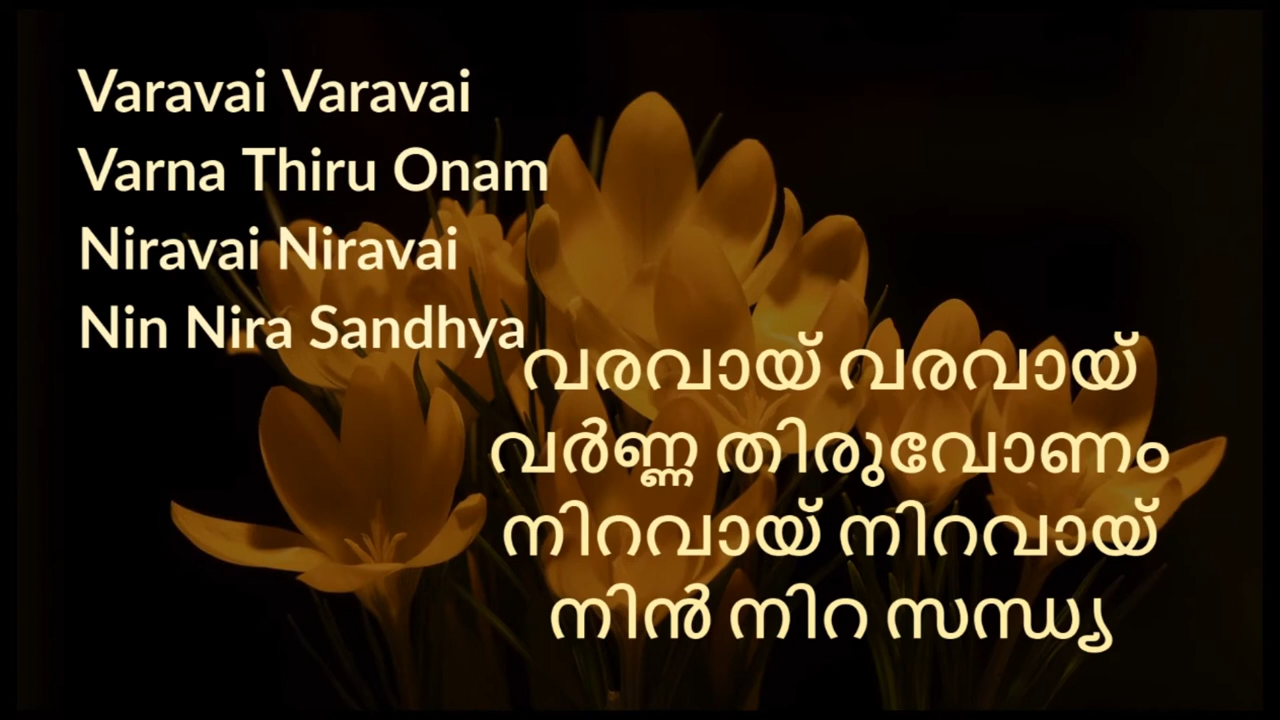 Varavai Varavai
Varna Thiru Onam
Niravai Niravai
Nin Nira Sandhya
വരവായ് വരവായ്
വർണ്ണ തിരുവോണം
നിറവായ് നിറവായ്
നിൻ നിറ സന്ധ്യ